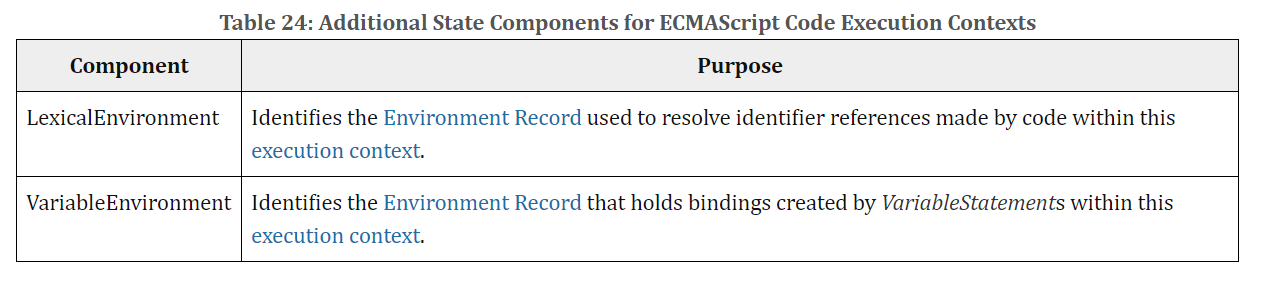 Table 24: Additional State Components for ECMAScript Code Execution Contexts
Component Purpose
LexicalEnvironment Identifies the Environment Record used to resolve identifier references made by code within this
execution context.
VariableEnvironment Identifies the Environment Record that holds bindings created by VariableStatements within this
execution context.